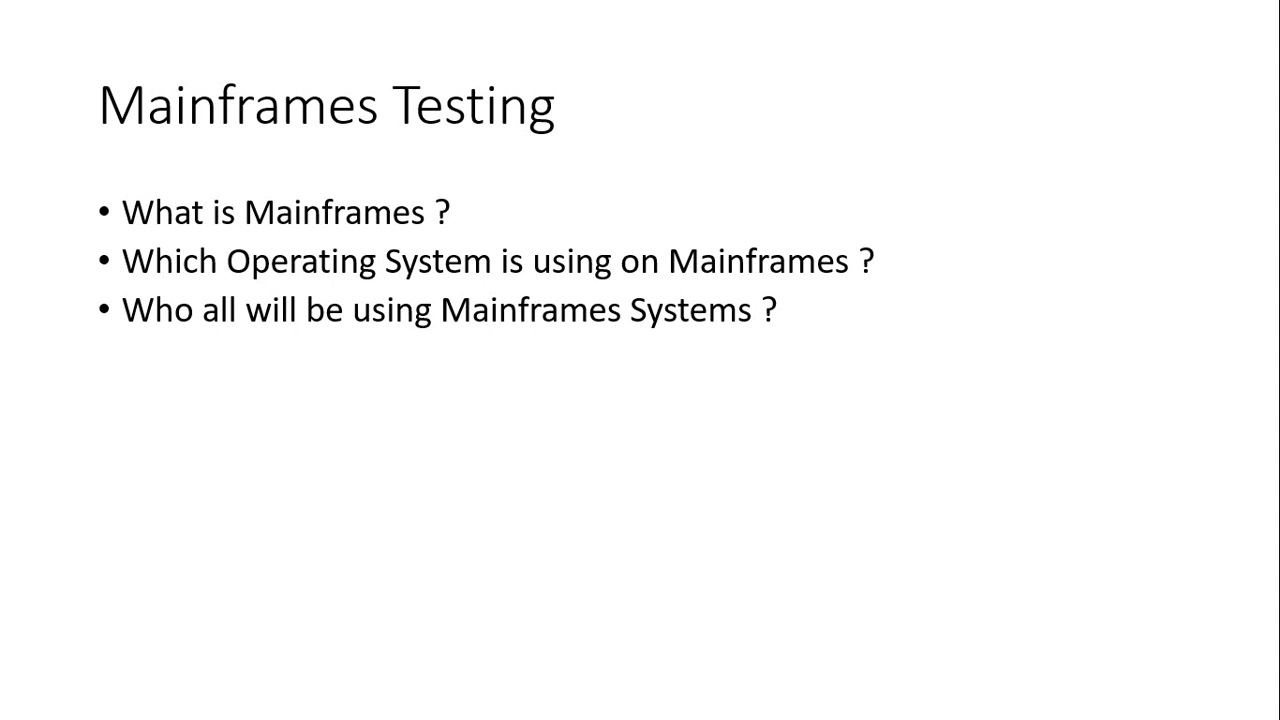 Mainframes Testing
• What is Mainframes ?
• Which Operating System is using on Mainframes ?
• Who all will be using Mainframes Systems ?